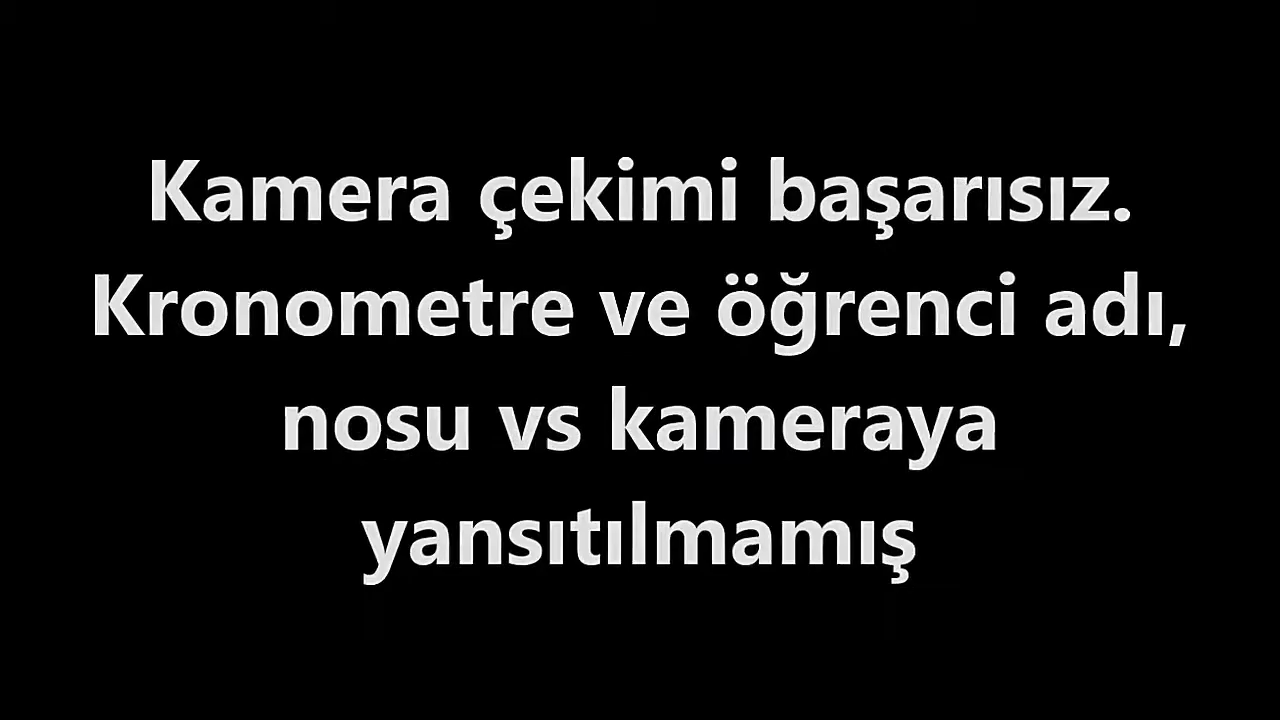 Kamera çekimi başarısız.
Kronometre ve öğrenci adı,
nosu vs kameraya
yansıtılmamış